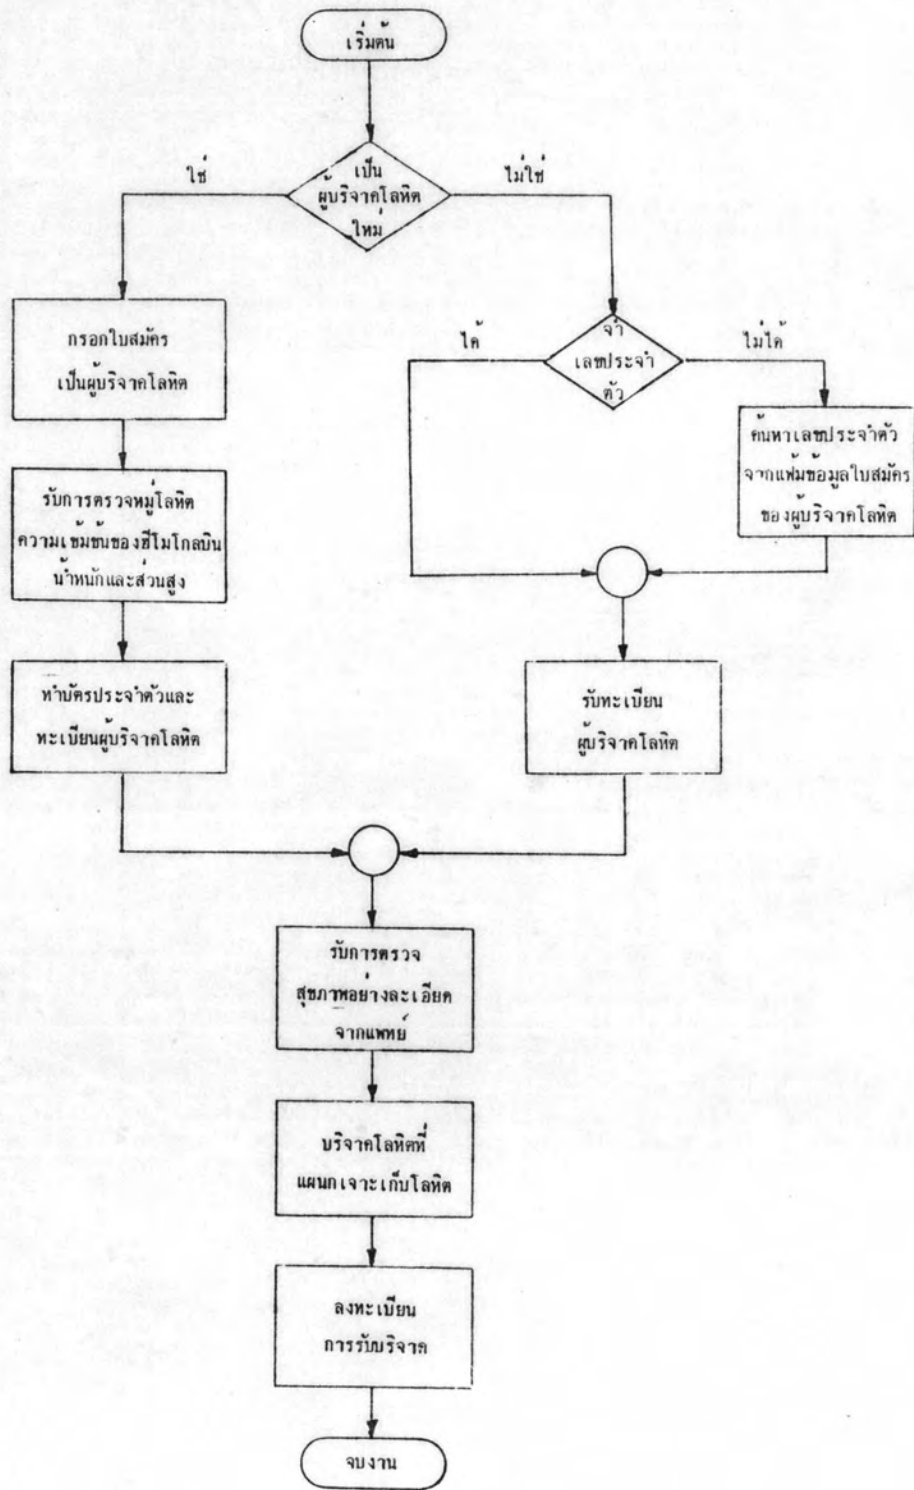 เริ่มต้น
เป็น
ผู้บริจาคโลหิต
ใหม่
ใช่
ไม่ใช่
กรอกใบสมัคร
เป็นผู้บริจาคโลหิต
รับการตรวจหมู่โลหิต
ความเข้มข้นของฮีโมโกลบิน
น้ำหนักและส่วนสูง
ทำบัตรประจำตัวและ
ทะเบียนผู้บริจาคโลหิต
จำ
เลขประจำ
ตัว
ได้
ไม่ได้
ค้นหาเลขประจำตัว
จากแฟ้มข้อมูลใบสมัคร
ของผู้บริจาคโลหิต
รับทะเบียน
ผู้บริจาคโลหิต
รับการตรวจ
สุขภาพอย่างละเอียด
จากแพทย์
บริจาคโลหิตที่
แผนกเจาะเก็บโลหิต
ลงทะเบียน
การรับบริจาค
จบงาน